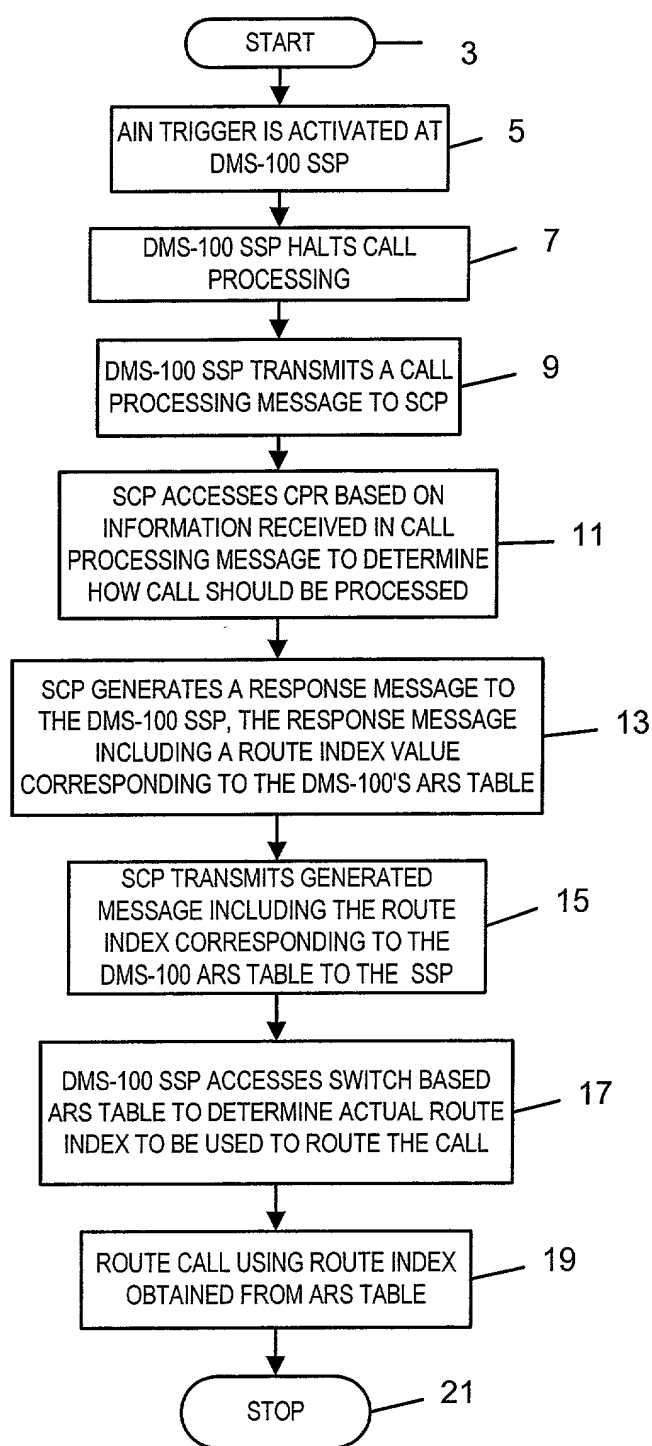 START
3
AIN TRIGGER IS ACTIVATED AT
DMS-100 SSP
5
DMS-100 SSP HALTS CALL
PROCESSING
7
DMS-100 SSP TRANSMITS A CALL
PROCESSING MESSAGE TO SCP
9
SCP ACCESSES CPR BASED ON
INFORMATION RECEIVED IN CALL
PROCESSING MESSAGE TO DETERMINE
HOW CALL SHOULD BE PROCESSED
11
SCP GENERATES A RESPONSE MESSAGE TO
THE DMS-100 SSP, THE RESPONSE MESSAGE
INCLUDING A ROUTE INDEX VALUE
CORRESPONDING TO THE DMS-100'S ARS TABLE
13
SCP TRANSMITS GENERATED
MESSAGE INCLUDING THE ROUTE
INDEX CORRESPONDING TO THE
DMS-100 ARS TABLE TO THE SSP
15
DMS-100 SSP ACCESSES SWITCH BASED
ARS TABLE TO DETERMINE ACTUAL ROUTE
INDEX TO BE USED TO ROUTE THE CALL
17
ROUTE CALL USING ROUTE INDEX
OBTAINED FROM ARS TABLE
19
STOP
21